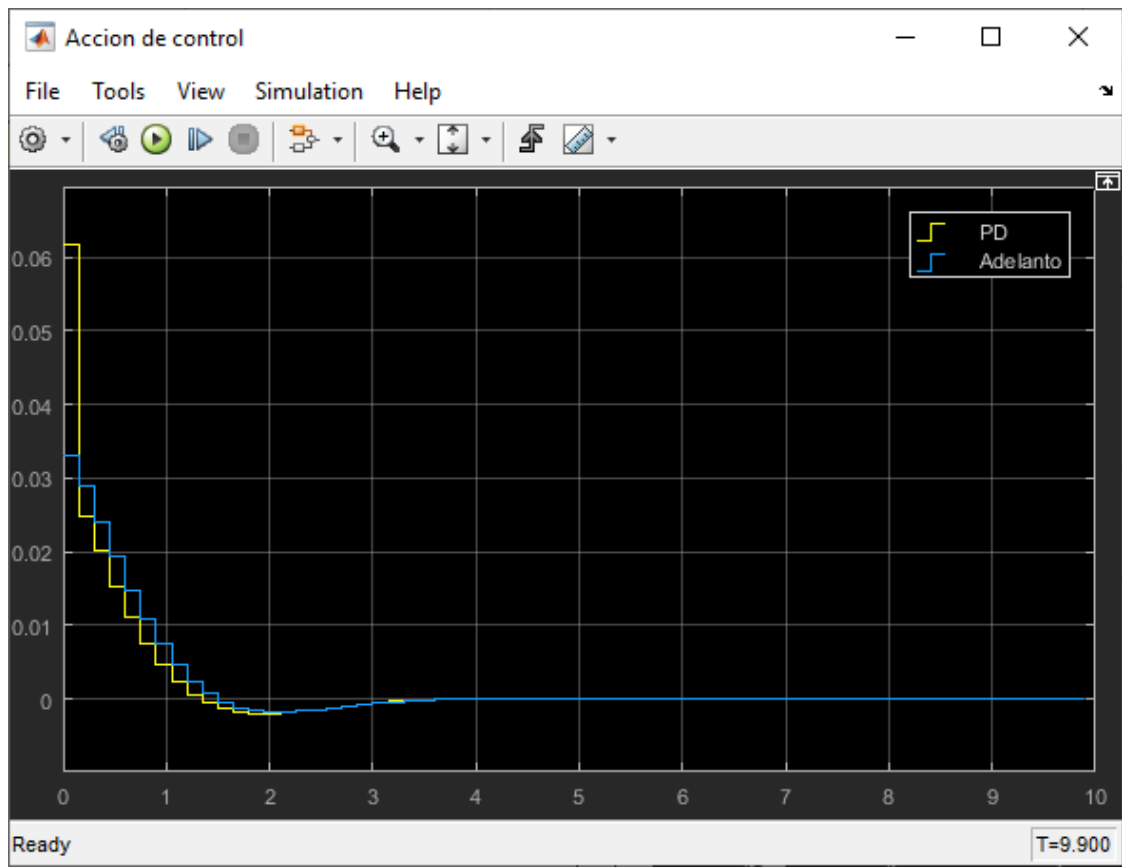 Accion de control
File Tools View Simulation Help
PD
Adelanto
0.06
0.05
0.04
0.03
0.02
0.01
0
0 1 2 3 4 5 6 7 8 9 10
Ready T=9.900